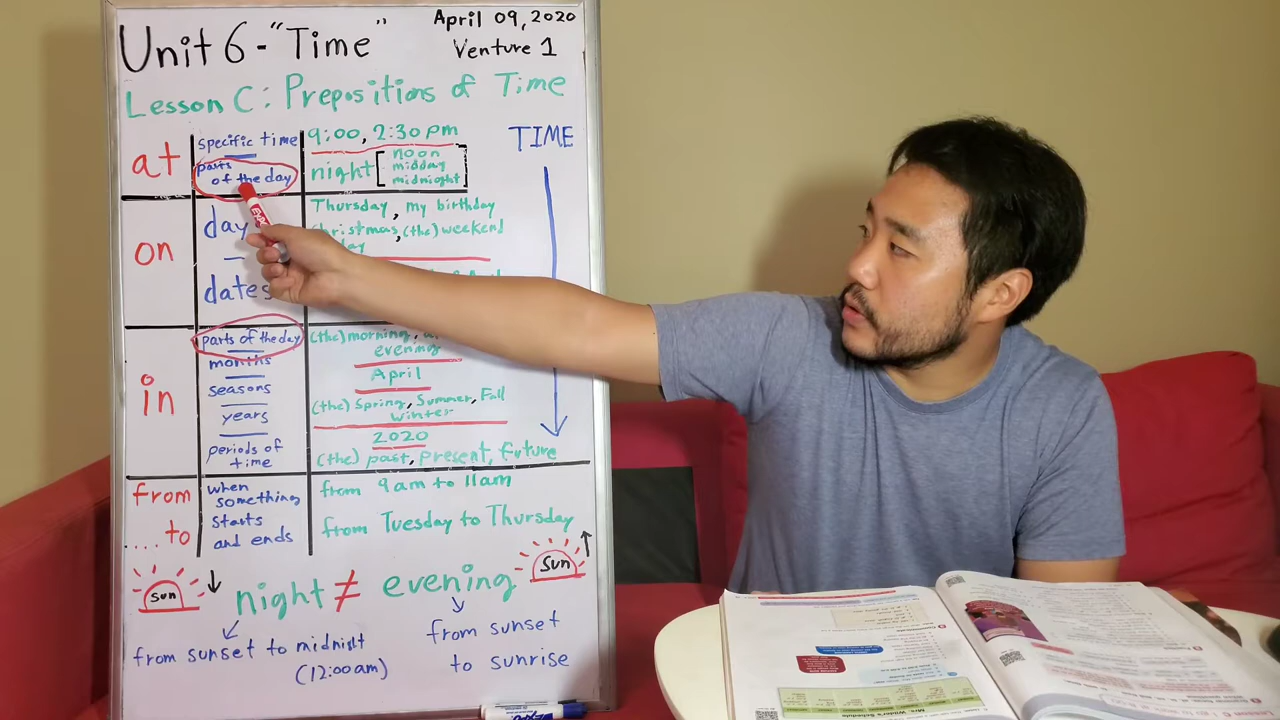 Unit 6 - "Time"
April 09, 2020
Venture 1
Lesson C: Prepositions of Time
TIME
at
specific time
9:00, 2:30 pm
parts
of the day
night
noon
midday
midnight
on
day
Thursday, my birthday
christmas, (the) weekend
dates
in
parts of the day
(the) morning,
evening
months
April
seasons
(the) Spring, Summer, Fall
winter
years
2020
periods of
time
(the) past, present, future
from
.... to
when
something
starts
and ends
from 9am to 11am
from Tuesday to Thursday
Sun
night ≠ evening
Sun
from sunset to midnist
(12:00am)
from sunset
to sunrise
EXPO